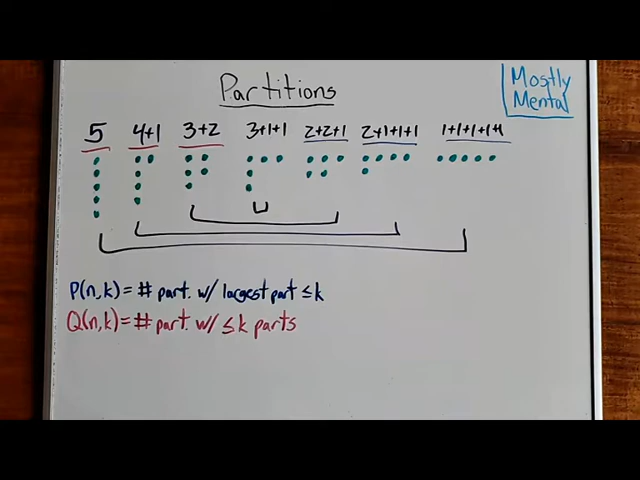 Partitions
Mostly
Mental
5 4+1 3+2 3+1+1 2+2+1 2+1+1+1 1+1+1+1+1
P(n,k) = # part. w/ largest part ≤ k
Q(n,k) = # part. w/ ≤ k parts